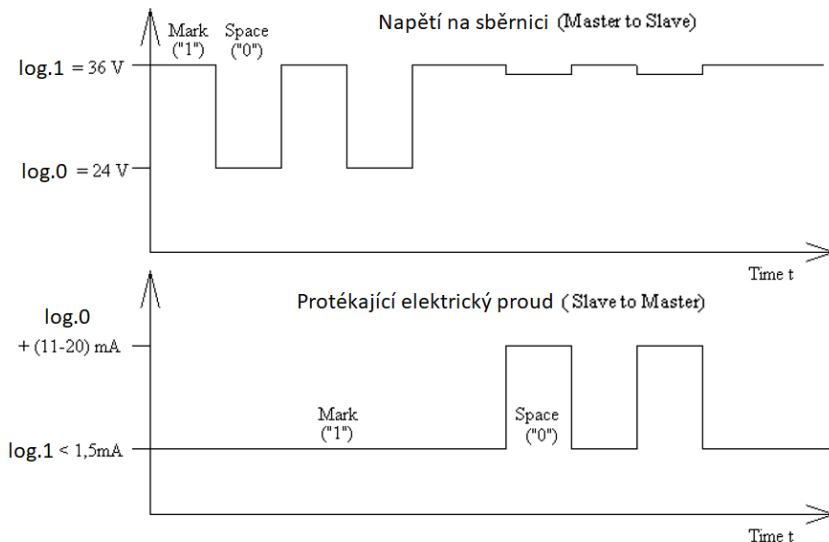 Napětí na sběrnici (Master to Slave)
Mark
("1")
Space
("0")
log.1 = 36 V
log.0 = 24 V
Time t
Protékající elektrický proud (Slave to Master)
log.0
+ (11-20) mA
Mark
("1")
Space
("0")
log.1 < 1,5mA
Time t